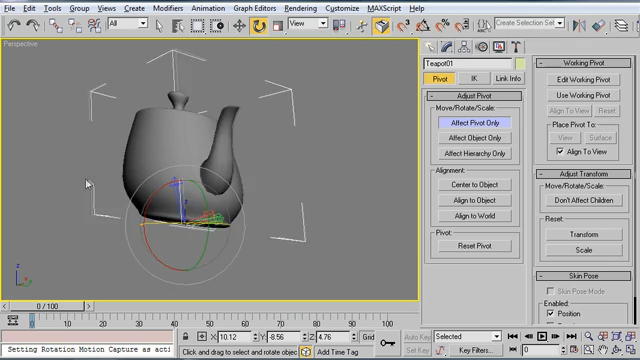 File Edit Tools Group Views Create Modifiers Animation Graph Editors Rendering Customize MAXScript Help
All View Create Selection Set
Perspective
Teapot01
Pivot IK Link Info
Adjust Pivot
Move/Rotate/Scale:
Affect Pivot Only
Affect Object Only
Affect Hierarchy Only
Alignment:
Center to Object
Align to Object
Align to World
Pivot:
Reset Pivot
Working Pivot
Edit Working Pivot
Use Working Pivot
Align To View Reset
Place Pivot To:
View Surface
Align To View
Adjust Transform
Move/Rotate/Scale:
Don't Affect Children
Reset:
Transform
Scale
Skin Pose
Skin Pose Mode
Enabled:
Position
z x
0 / 100
0 10 20 30 40 50 60 70 80 90 100
X: 10.12 Y: -8.56 Z: 4.76 Grid
Auto Key Selected
Set Key Key Filters... 0
Setting Rotation Motion Capture as acti
Click and drag to select and rotate objec Add Time Tag